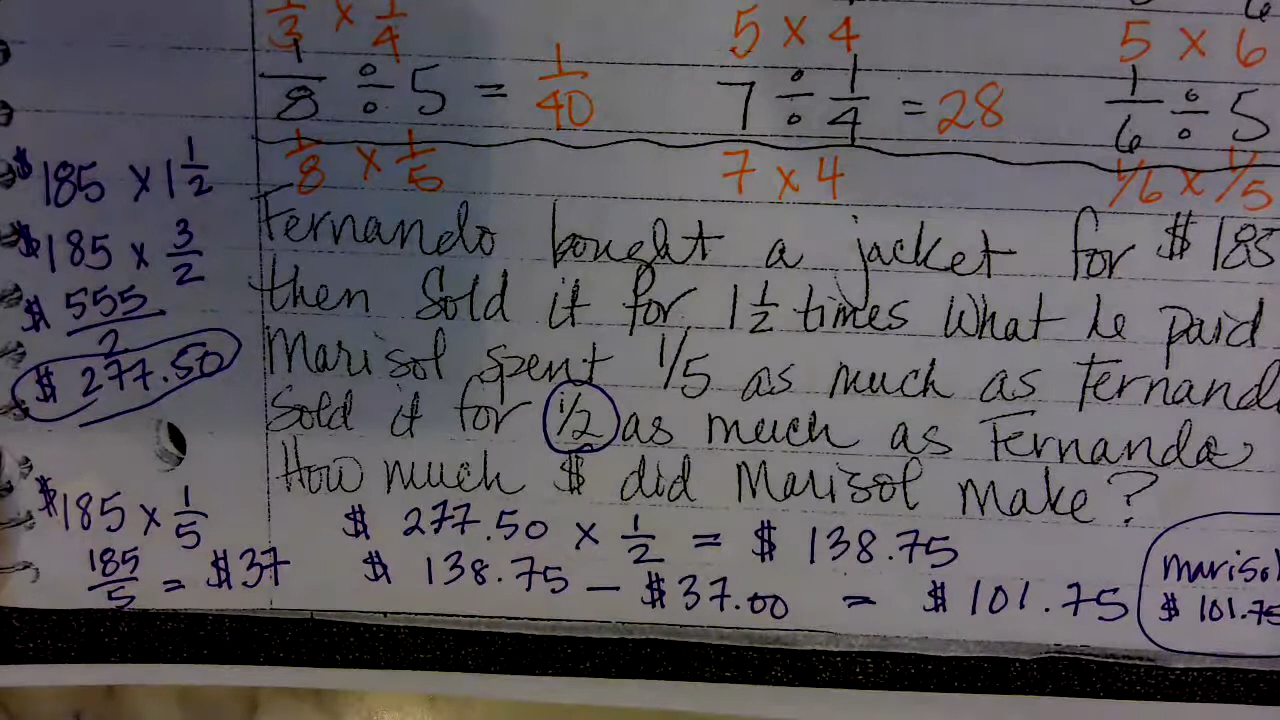 1/3 × 1/4
5 × 4
5 × 6
1/8 ÷ 5 = 1/40
7 ÷ 1/4 = 28
1/6 ÷ 5
1/8 × 1/5
7 × 4
1/6 × 1/5
$185 × 1 1/2
$185 × 3/2
$ 555/2
$ 277.50
Fernando bought a jacket for $185
then Sold it for 1 1/2 times What he paid
Marisol spent 1/5 as much as Fernand
Sold it for 1/2 as much as Fernando
How much $ did Marisol Make?
$185 × 1/5
185/5 = $37
$ 277.50 × 1/2 = $ 138.75
$ 138.75 – $37.00 = $ 101.75
marisol
$ 101.75